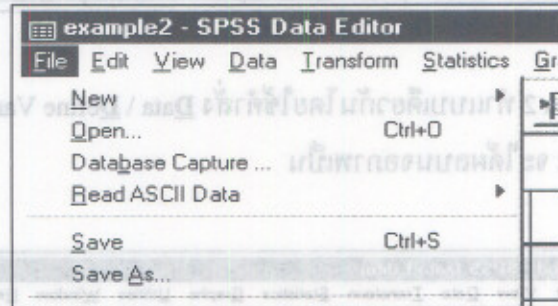 example2 - SPSS Data Editor
File Edit View Data Transform Statistics
New
Open... Ctrl+O
Database Capture ...
Read ASCII Data
Save Ctrl+S
Save As...